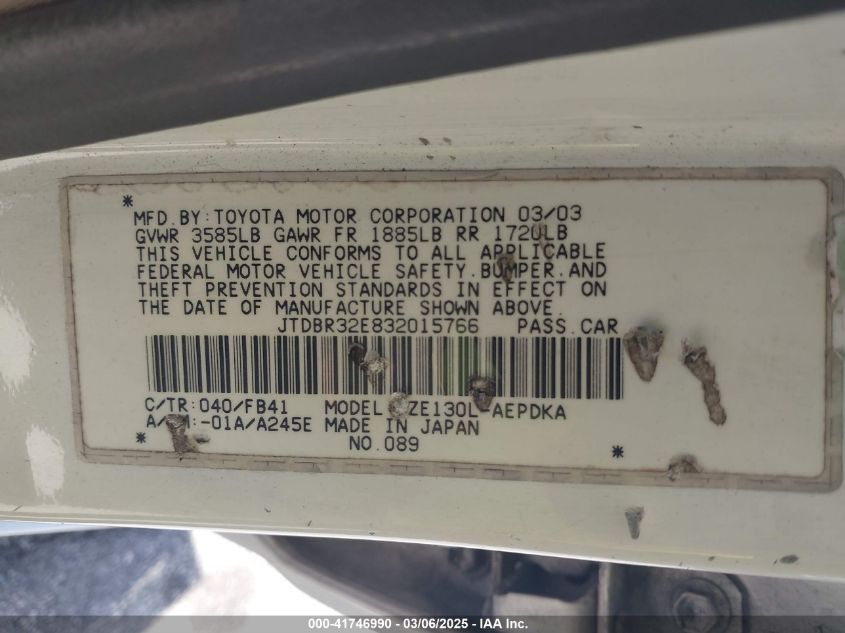 *
MFD.BY:TOYOTA MOTOR CORPORATION 03/03
GVWR 3585LB GAWR FR 1885LB RR 1720LB
THIS VEHICLE CONFORMS TO ALL APPLICABLE
FEDERAL MOTOR VEHICLE SAFETY.BUMPER.AND
THEFT PREVENTION STANDARDS IN EFFECT ON
THE DATE OF MANUFACTURE SHOWN ABOVE.
JTDBR32E832015766 PASS.CAR
C/TR:040/FB41 MODEL ZE130L-AEPDKA
-01A/A245E MADE IN JAPAN
* NO.089 *
000-41746990 - 03/06/2025 - IAA Inc.